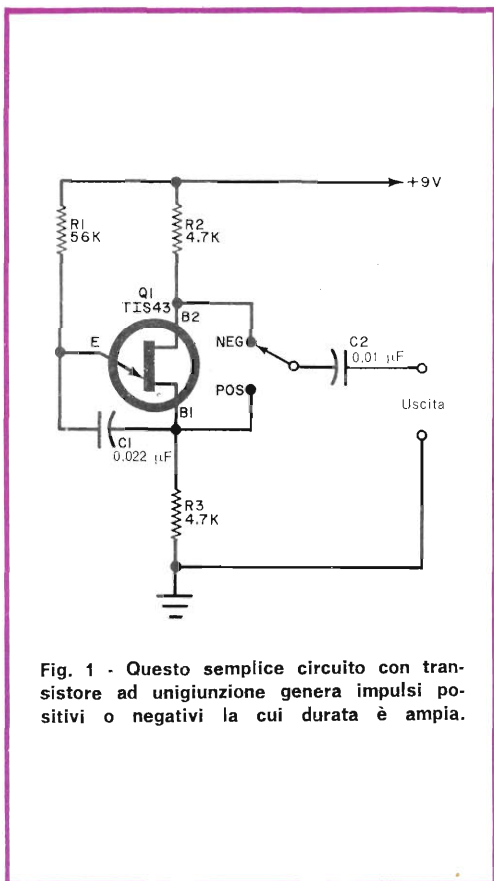 +9V
R1
56K
R2
4.7K
Q1
TIS43
B2
E
NEG
C2
0.01 µF
POS
Uscita
B1
C1
0.022 µF
R3
4.7K
Fig. 1 - Questo semplice circuito con tran-
sistore ad unigiunzione genera impulsi po-
sitivi o negativi la cui durata è ampia.